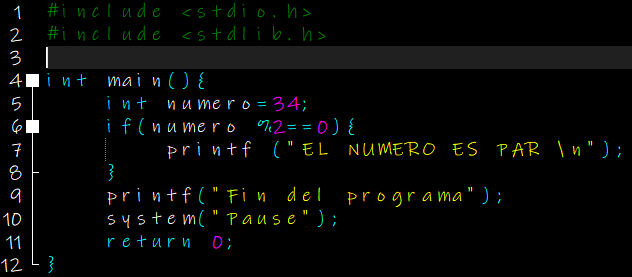 1 #include <stdio.h>
2 #include <stdlib.h>
3
4 int main(){
5 int numero=34;
6 if(numero %2==0){
7 printf ("EL NUMERO ES PAR \n");
8 }
9 printf("Fin del programa");
10 system("Pause");
11 return 0;
12 }